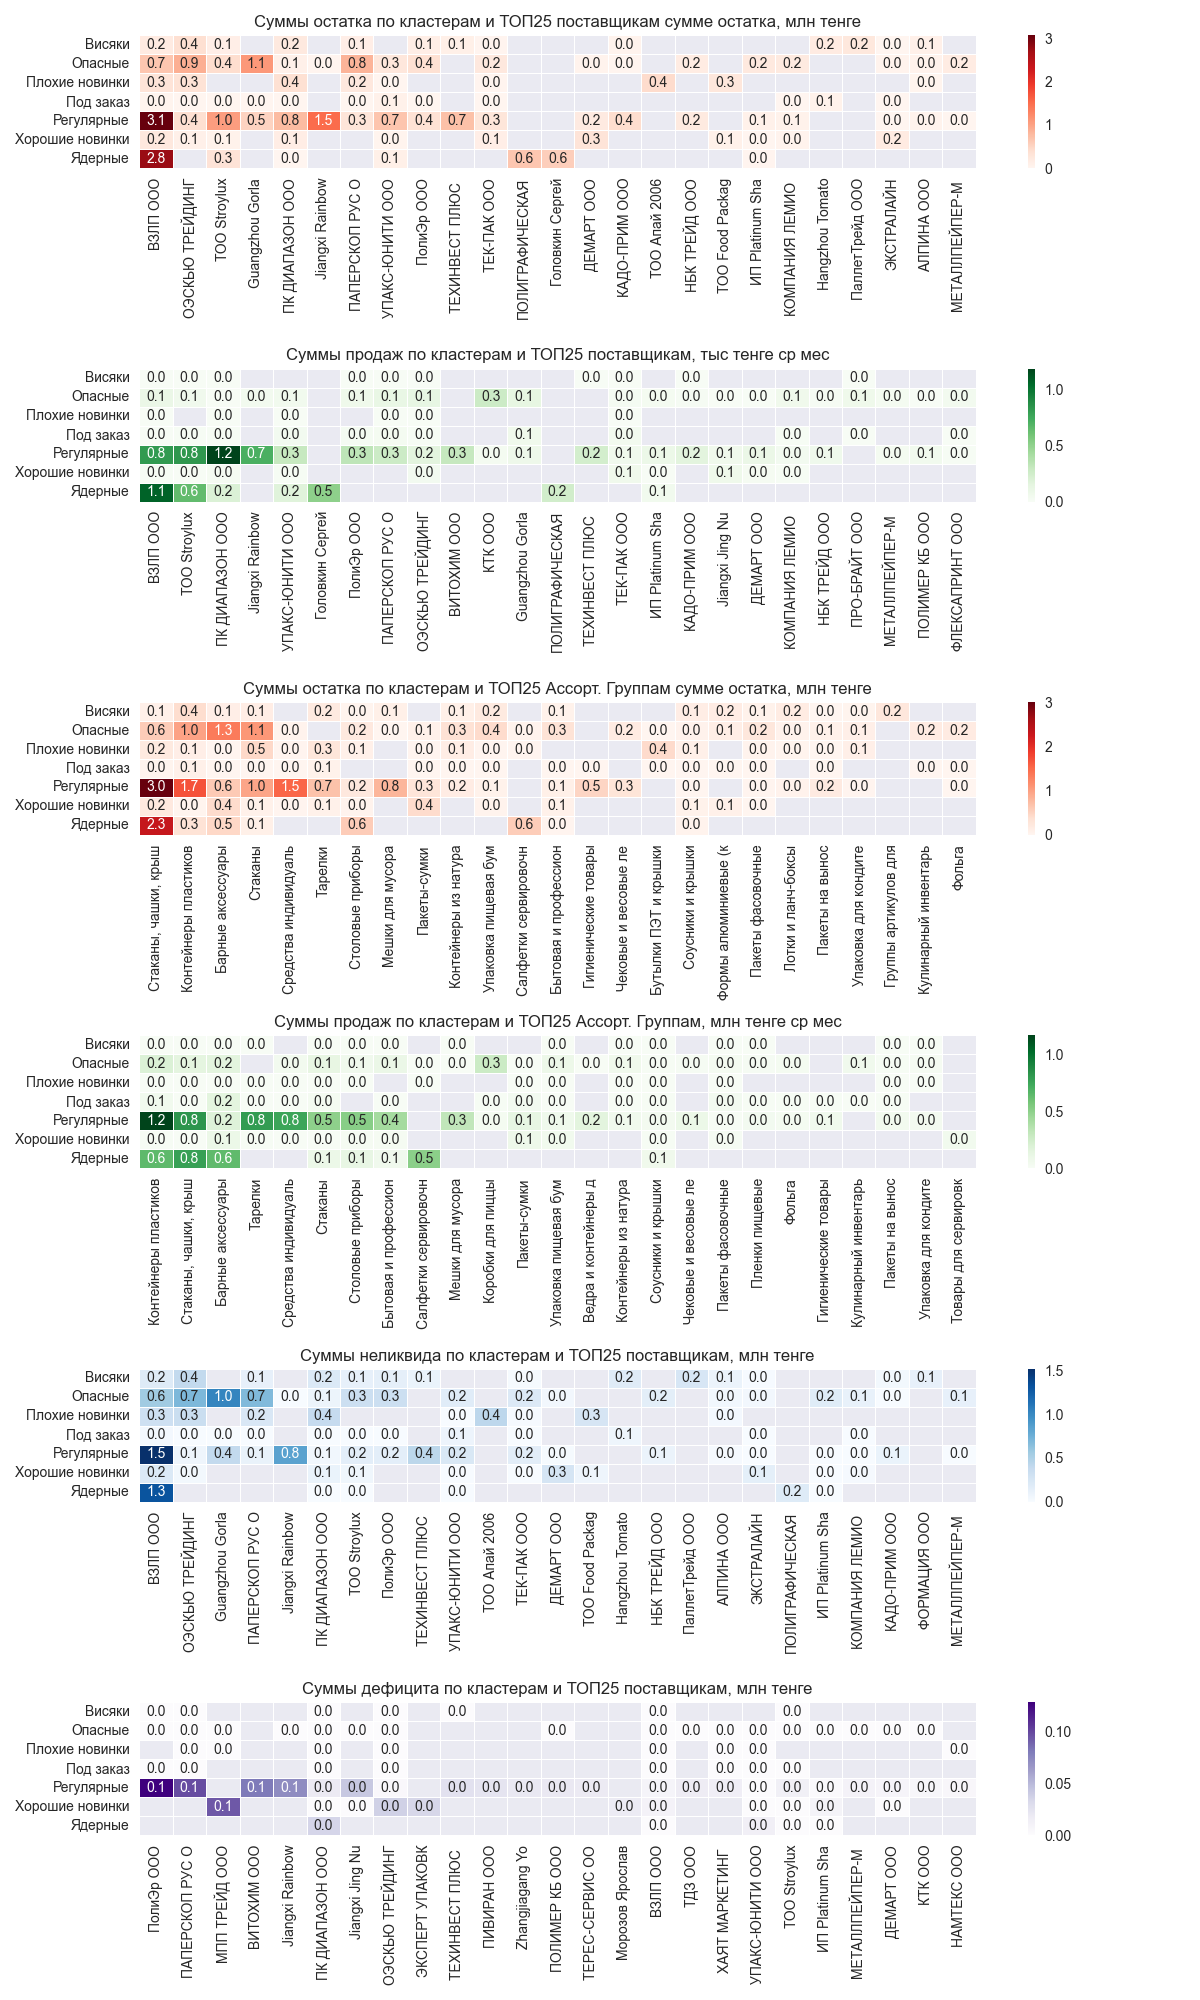 Суммы остатка по кластерам и ТОП25 поставщикам сумме остатка, млн тенге
Висяки 0.2 0.4 0.1 0.2 0.1 0.1 0.1 0.0 0.0 0.2 0.2 0.0 0.1
Опасные 0.7 0.9 0.4 1.1 0.1 0.0 0.8 0.3 0.4 0.2 0.0 0.0 0.2 0.2 0.2 0.0 0.0 0.2
Плохие новинки 0.3 0.3 0.4 0.2 0.0 0.0 0.4 0.3 0.0
Под заказ 0.0 0.0 0.0 0.0 0.0 0.0 0.1 0.0 0.0 0.0 0.1 0.0
Регулярные 3.1 0.4 1.0 0.5 0.8 1.5 0.3 0.7 0.4 0.7 0.3 0.2 0.4 0.2 0.1 0.1 0.0 0.0 0.0
Хорошие новинки 0.2 0.1 0.1 0.1 0.0 0.1 0.3 0.1 0.0 0.0 0.2
Ядерные 2.8 0.3 0.0 0.1 0.6 0.6 0.0
3
2
1
0
ВЗЛП ООО
ОЭСКЬЮ ТРЕЙДИНГ
ТОО Stroylux
Guangzhou Gorla
ПК ДИАПАЗОН ООО
Jiangxi Rainbow
ПАПЕРСКОП РУС О
УПАКС-ЮНИТИ ООО
ПолиЭр ООО
ТЕХИНВЕСТ ПЛЮС
ТЕК-ПАК ООО
ПОЛИГРАФИЧЕСКАЯ
Головкин Сергей
ДЕМАРТ ООО
КАДО-ПРИМ ООО
ТОО Апай 2006
НБК ТРЕЙД ООО
ТОО Food Packag
ИП Platinum Sha
КОМПАНИЯ ЛЕМИО
Hangzhou Tomato
ПаллетТрейд ООО
ЭКСТРАЛАЙН
АЛПИНА ООО
МЕТАЛЛПЕЙПЕР-М
Суммы продаж по кластерам и ТОП25 поставщикам, тыс тенге ср мес
Висяки 0.0 0.0 0.0 0.0 0.0 0.0 0.0 0.0 0.0 0.0
Опасные 0.1 0.1 0.0 0.0 0.1 0.1 0.1 0.1 0.3 0.1 0.0 0.0 0.0 0.0 0.0 0.1 0.0 0.1 0.0 0.0 0.0
Плохие новинки 0.0 0.0 0.0 0.0 0.0 0.0
Под заказ 0.0 0.0 0.0 0.0 0.0 0.0 0.0 0.1 0.0 0.0 0.0 0.0
Регулярные 0.8 0.8 1.2 0.7 0.3 0.3 0.3 0.2 0.3 0.0 0.1 0.2 0.1 0.1 0.2 0.1 0.1 0.0 0.1 0.0 0.1 0.0
Хорошие новинки 0.0 0.0 0.0 0.0 0.0 0.1 0.0 0.1 0.0 0.0
Ядерные 1.1 0.6 0.2 0.2 0.5 0.2 0.1
1.0
0.5
0.0
ВЗЛП ООО
ТОО Stroylux
ПК ДИАПАЗОН ООО
Jiangxi Rainbow
УПАКС-ЮНИТИ ООО
Головкин Сергей
ПолиЭр ООО
ПАПЕРСКОП РУС О
ОЭСКЬЮ ТРЕЙДИНГ
ВИТОХИМ ООО
КТК ООО
Guangzhou Gorla
ПОЛИГРАФИЧЕСКАЯ
ТЕХИНВЕСТ ПЛЮС
ТЕК-ПАК ООО
ИП Platinum Sha
КАДО-ПРИМ ООО
Jiangxi Jing Nu
ДЕМАРТ ООО
КОМПАНИЯ ЛЕМИО
НБК ТРЕЙД ООО
ПРО-БРАЙТ ООО
МЕТАЛЛПЕЙПЕР-М
ПОЛИМЕР КБ ООО
ФЛЕКСАПРИНТ ООО
Суммы остатка по кластерам и ТОП25 Ассорт. Группам сумме остатка, млн тенге
Висяки 0.1 0.4 0.1 0.1 0.2 0.0 0.1 0.1 0.2 0.1 0.1 0.2 0.1 0.2 0.0 0.0 0.2
Опасные 0.6 1.0 1.3 1.1 0.0 0.2 0.0 0.1 0.3 0.4 0.0 0.3 0.2 0.0 0.0 0.1 0.2 0.0 0.1 0.1 0.2 0.2
Плохие новинки 0.2 0.1 0.0 0.5 0.0 0.3 0.1 0.0 0.1 0.0 0.0 0.4 0.1 0.0 0.0 0.0 0.1
Под заказ 0.0 0.1 0.0 0.0 0.0 0.1 0.0 0.0 0.0 0.0 0.0 0.0 0.0 0.0 0.0 0.0 0.0 0.0
Регулярные 3.0 1.7 0.6 1.0 1.5 0.7 0.2 0.8 0.3 0.2 0.1 0.1 0.5 0.3 0.0 0.0 0.0 0.2 0.0 0.0
Хорошие новинки 0.2 0.0 0.4 0.1 0.0 0.1 0.0 0.4 0.0 0.1 0.1 0.1 0.0
Ядерные 2.3 0.3 0.5 0.1 0.6 0.6 0.0 0.0
3
2
1
0
Стаканы, чашки, крыш
Контейнеры пластиков
Барные аксессуары
Стаканы
Средства индивидуаль
Тарелки
Столовые приборы
Мешки для мусора
Пакеты-сумки
Контейнеры из натура
Упаковка пищевая бум
Салфетки сервировочн
Бытовая и профессион
Гигиенические товары
Чековые и весовые ле
Бутылки ПЭТ и крышки
Соусники и крышки
Формы алюминиевые (к
Пакеты фасовочные
Лотки и ланч-боксы
Пакеты на вынос
Упаковка для кондите
Группы артикулов для
Кулинарный инвентарь
Фольга
Суммы продаж по кластерам и ТОП25 Ассорт. Группам, млн тенге ср мес
Висяки 0.0 0.0 0.0 0.0 0.0 0.0 0.0 0.0 0.0 0.0 0.0 0.0 0.0 0.0 0.0
Опасные 0.2 0.1 0.2 0.0 0.1 0.1 0.1 0.0 0.0 0.3 0.0 0.1 0.0 0.1 0.0 0.0 0.0 0.0 0.0 0.1 0.0 0.0
Плохие новинки 0.0 0.0 0.0 0.0 0.0 0.0 0.0 0.0 0.0 0.0 0.0 0.0 0.0 0.0 0.0
Под заказ 0.1 0.0 0.2 0.0 0.0 0.0 0.0 0.0 0.0 0.0 0.0 0.0 0.0 0.0 0.0 0.0 0.0 0.0 0.0
Регулярные 1.2 0.8 0.2 0.8 0.8 0.5 0.5 0.4 0.3 0.0 0.1 0.1 0.2 0.1 0.0 0.1 0.0 0.0 0.0 0.1 0.0 0.0
Хорошие новинки 0.0 0.0 0.1 0.0 0.0 0.0 0.0 0.0 0.1 0.0 0.0 0.0 0.0
Ядерные 0.6 0.8 0.6 0.1 0.1 0.1 0.5 0.1
1.0
0.5
0.0
Контейнеры пластиков
Стаканы, чашки, крыш
Барные аксессуары
Тарелки
Средства индивидуаль
Стаканы
Столовые приборы
Бытовая и профессион
Салфетки сервировочн
Мешки для мусора
Коробки для пиццы
Пакеты-сумки
Упаковка пищевая бум
Ведра и контейнеры д
Контейнеры из натура
Соусники и крышки
Чековые и весовые ле
Пакеты фасовочные
Пленки пищевые
Фольга
Гигиенические товары
Кулинарный инвентарь
Пакеты на вынос
Упаковка для кондите
Товары для сервировк
Суммы неликвида по кластерам и ТОП25 поставщикам, млн тенге
Висяки 0.2 0.4 0.1 0.2 0.1 0.1 0.1 0.0 0.2 0.2 0.1 0.0 0.0 0.1
Опасные 0.6 0.7 1.0 0.7 0.0 0.1 0.3 0.3 0.2 0.2 0.0 0.2 0.0 0.0 0.2 0.1 0.0 0.1
Плохие новинки 0.3 0.3 0.2 0.4 0.0 0.4 0.0 0.3 0.0
Под заказ 0.0 0.0 0.0 0.0 0.0 0.0 0.0 0.0 0.1 0.0 0.1 0.0 0.0
Регулярные 1.5 0.1 0.4 0.1 0.8 0.1 0.2 0.2 0.4 0.2 0.2 0.0 0.1 0.0 0.0 0.0 0.1 0.0
Хорошие новинки 0.2 0.0 0.1 0.1 0.0 0.0 0.3 0.1 0.1 0.0 0.0
Ядерные 1.3 0.0 0.0 0.0 0.2 0.0
1.5
1.0
0.5
0.0
ВЗЛП ООО
ОЭСКЬЮ ТРЕЙДИНГ
Guangzhou Gorla
ПАПЕРСКОП РУС О
Jiangxi Rainbow
ПК ДИАПАЗОН ООО
ТОО Stroylux
ПолиЭр ООО
ТЕХИНВЕСТ ПЛЮС
УПАКС-ЮНИТИ ООО
ТОО Апай 2006
ТЕК-ПАК ООО
ДЕМАРТ ООО
ТОО Food Packag
Hangzhou Tomato
НБК ТРЕЙД ООО
ПаллетТрейд ООО
АЛПИНА ООО
ЭКСТРАЛАЙН
ПОЛИГРАФИЧЕСКАЯ
ИП Platinum Sha
КОМПАНИЯ ЛЕМИО
КАДО-ПРИМ ООО
ФОРМАЦИЯ ООО
МЕТАЛЛПЕЙПЕР-М
Суммы дефицита по кластерам и ТОП25 поставщикам, млн тенге
Висяки 0.0 0.0 0.0 0.0 0.0 0.0 0.0
Опасные 0.0 0.0 0.0 0.0 0.0 0.0 0.0 0.0 0.0 0.0 0.0 0.0 0.0 0.0 0.0 0.0 0.0
Плохие новинки 0.0 0.0 0.0 0.0 0.0 0.0 0.0 0.0
Под заказ 0.0 0.0 0.0 0.0 0.0 0.0 0.0 0.0
Регулярные 0.1 0.1 0.1 0.1 0.0 0.0 0.0 0.0 0.0 0.0 0.0 0.0 0.0 0.0 0.0 0.0 0.0 0.0 0.0 0.0 0.0 0.0
Хорошие новинки 0.1 0.0 0.0 0.0 0.0 0.0 0.0 0.0 0.0 0.0 0.0
Ядерные 0.0 0.0 0.0 0.0 0.0
0.10
0.05
0.00
ПолиЭр ООО
ПАПЕРСКОП РУС О
МПП ТРЕЙД ООО
ВИТОХИМ ООО
Jiangxi Rainbow
ПК ДИАПАЗОН ООО
Jiangxi Jing Nu
ОЭСКЬЮ ТРЕЙДИНГ
ЭКСПЕРТ УПАКОВК
ТЕХИНВЕСТ ПЛЮС
ПИВИРАН ООО
Zhangjiagang Yo
ПОЛИМЕР КБ ООО
ТЕРЕС-СЕРВИС ОО
Морозов Ярослав
ВЗЛП ООО
ТДЗ ООО
ХАЯТ МАРКЕТИНГ
УПАКС-ЮНИТИ ООО
ТОО Stroylux
ИП Platinum Sha
МЕТАЛЛПЕЙПЕР-М
ДЕМАРТ ООО
КТК ООО
НАМТЕКС ООО